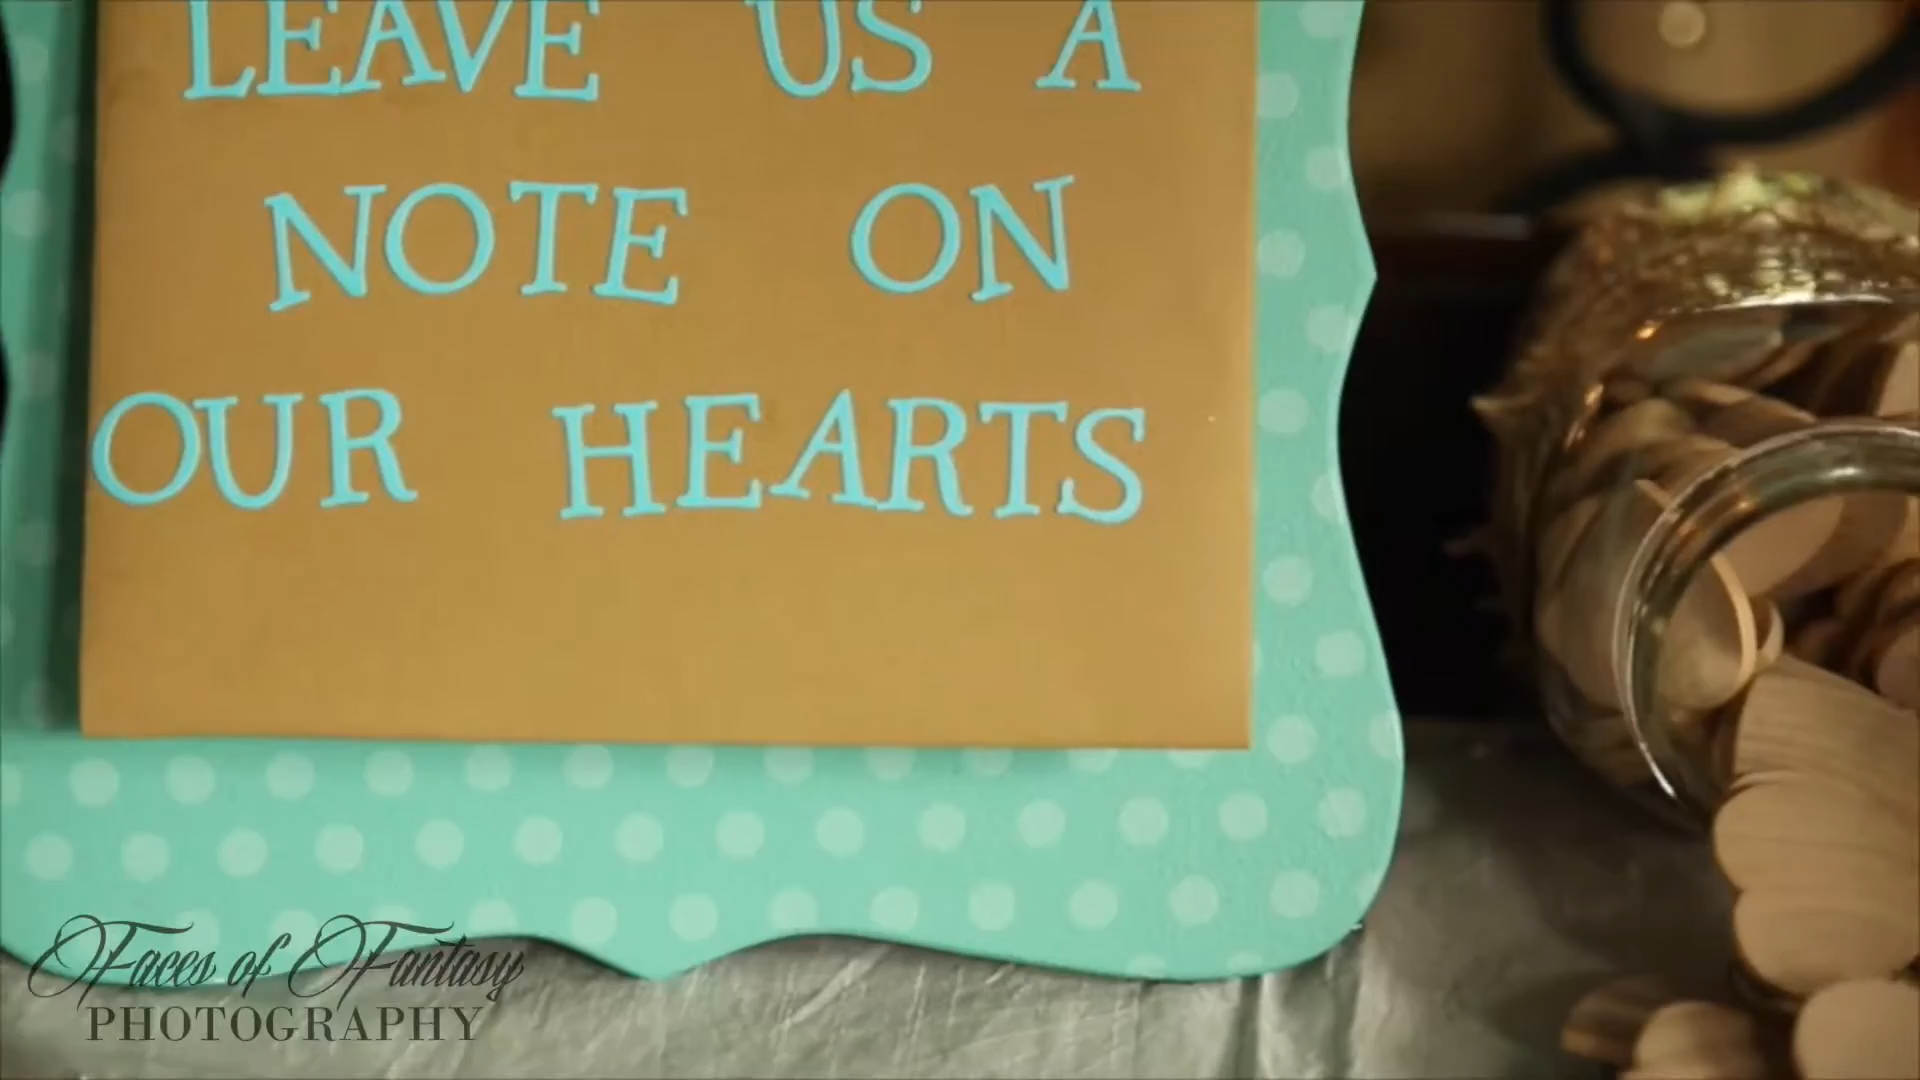 LEAVE US A
NOTE ON
OUR HEARTS
Faces of Fantasy
PHOTOGRAPHY